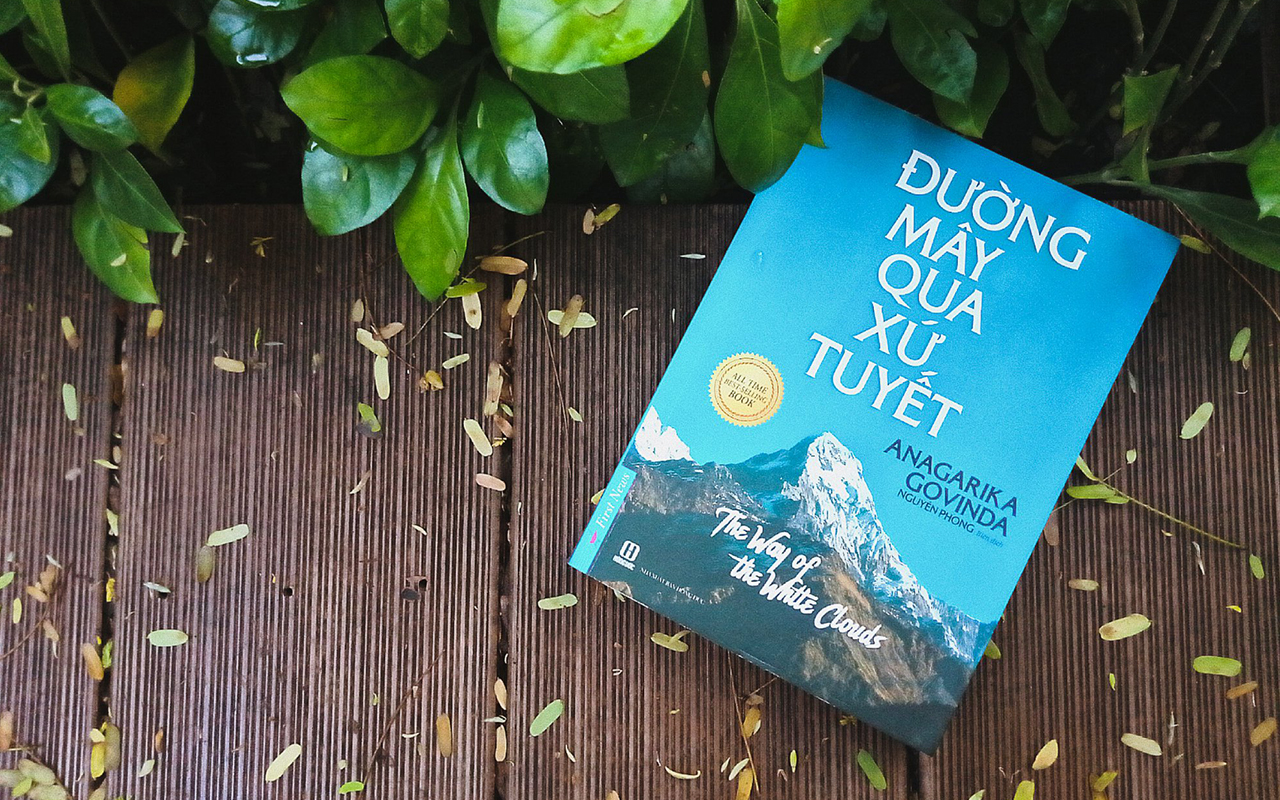 ĐƯỜNG
MÂY
QUA
XỨ
TUYẾT
ALL TIME
BEST-SELLING
BOOK
ANAGARIKA
GOVINDA
NGUYÊN PHONG
First News
The Way of
the White Clouds